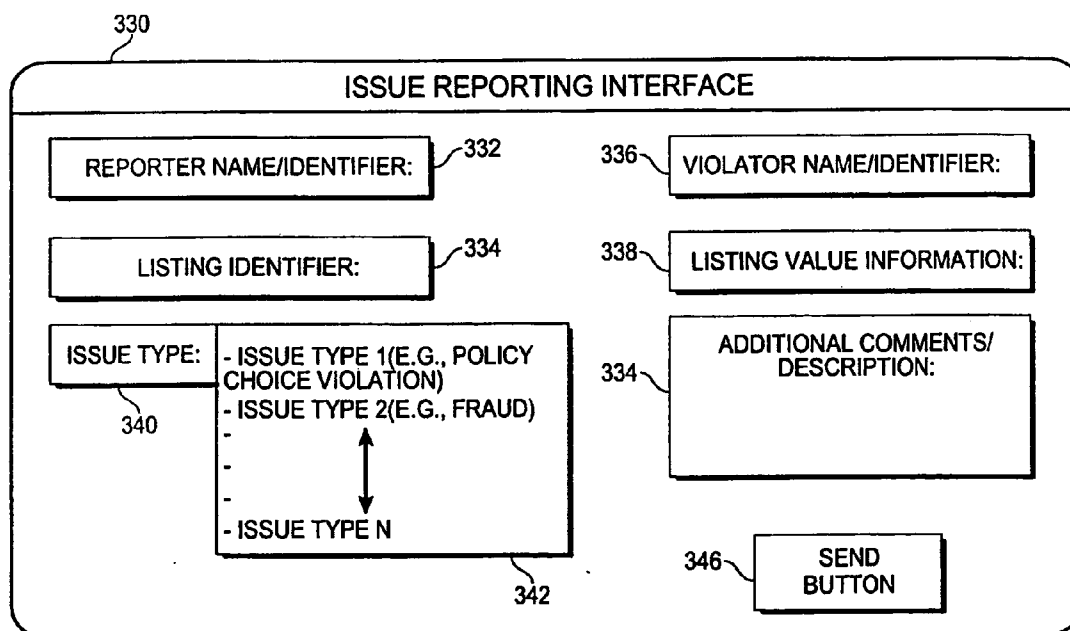 330
ISSUE REPORTING INTERFACE
REPORTER NAME/IDENTIFIER:
332
336
VIOLATOR NAME/IDENTIFIER:
LISTING IDENTIFIER:
334
338
LISTING VALUE INFORMATION:
ISSUE TYPE:
340
- ISSUE TYPE 1(E.G., POLICY
CHOICE VIOLATION)
- ISSUE TYPE 2(E.G., FRAUD)
-
-
-
- ISSUE TYPE N
342
334
ADDITIONAL COMMENTS/
DESCRIPTION:
346
SEND
BUTTON